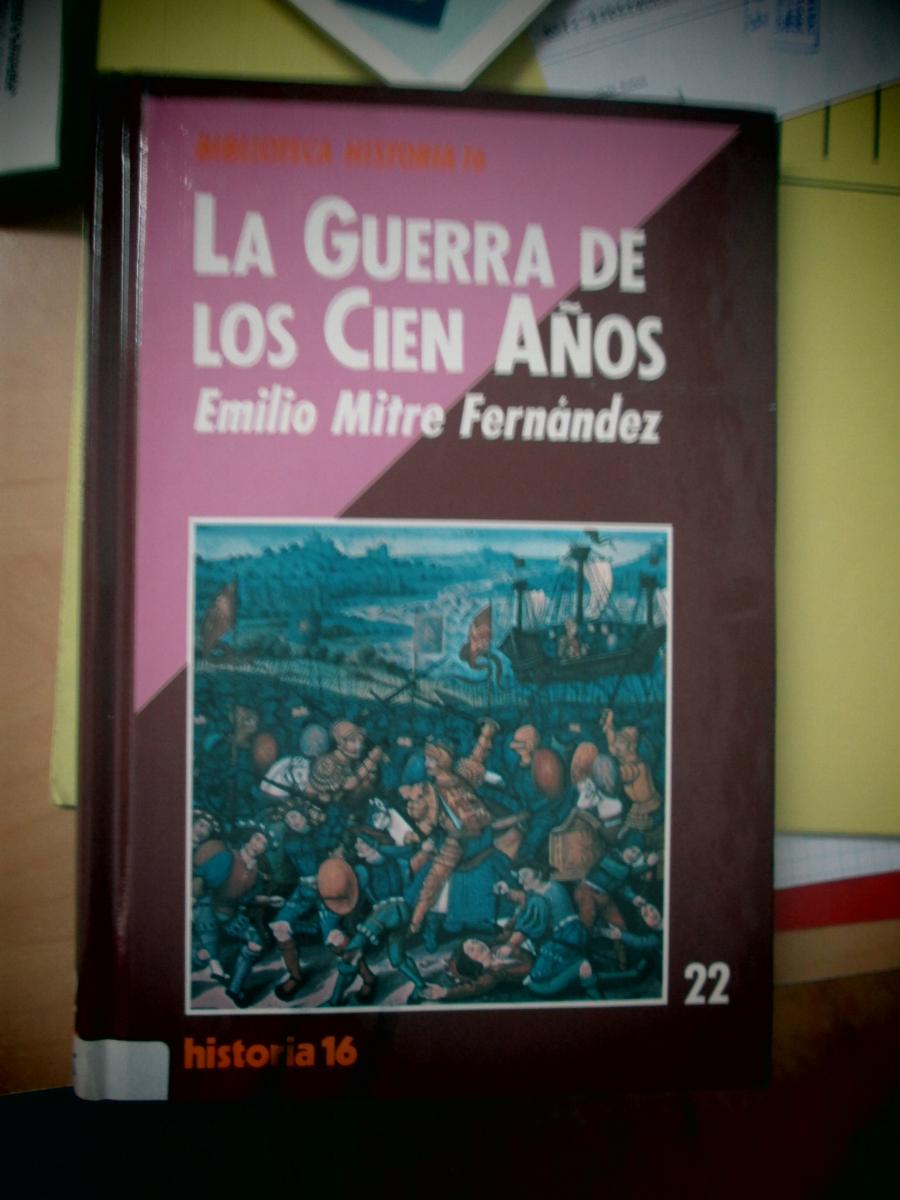 BIBLIOTECA HISTORIA 16
LA GUERRA DE
LOS CIEN AÑOS
Emilio Mitre Fernández
22
historia 16